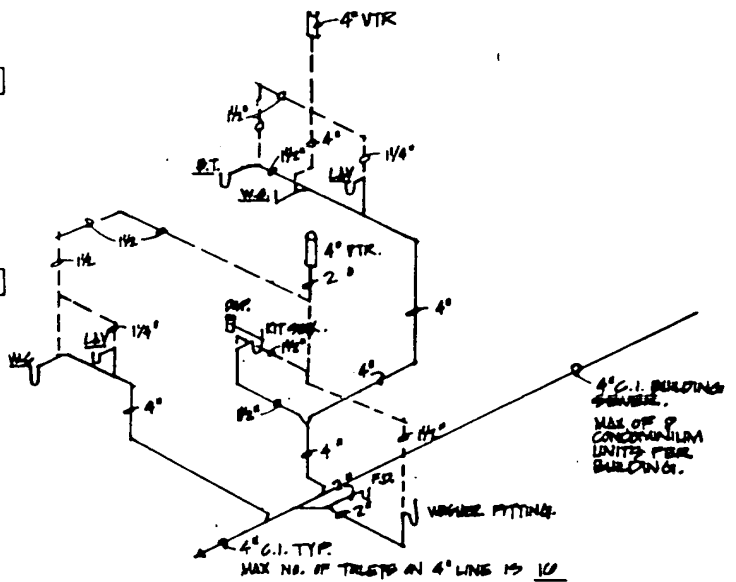 4" VTR
1½"
4"
1¼"
B.T.
1½"
W.C.
LAV
4" VTR.
1½
1½
2"
4"
DSP.
KIT SINK.
1½"
1¼"
W.C.
LAV
4"
4"
1½"
4"
1½"
2"
F.D.
2"
WASHER FITTING.
4" C.I. BUILDING
SEWER.
MAX OF 8
CONDOMINIUM
UNITS PER
BUILDING.
4" C.I. TYP.
MAX NO. OF TOILETS ON 4" LINE IS 16